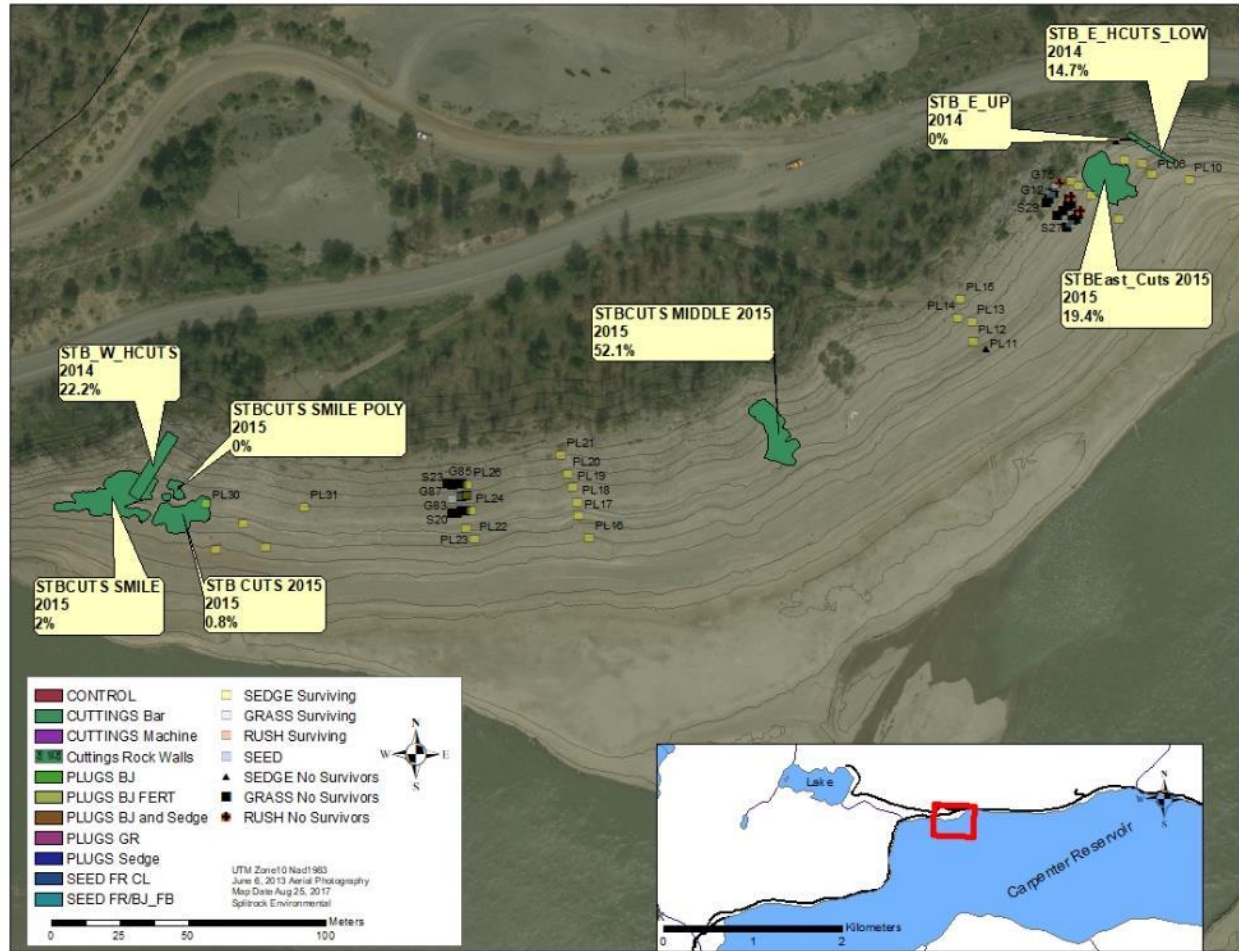 STB_E_HCUTS_LOW
2014
14.7%
STB_E_UP
2014
0%
PL08
PL10
G75
G12
S28
S27
STBEast_Cuts 2015
2015
19.4%
PL15
PL14
PL13
PL12
PL11
STBCUTS MIDDLE 2015
2015
52.1%
STB_W_HCUTS
2014
22.2%
STBCUTS SMILE POLY
2015
0%
PL21
PL20
PL19
PL18
PL17
PL16
G85
PL26
S23
G87
PL24
G83
S20
PL22
PL23
PL30
PL31
STBCUTS SMILE
2015
2%
STB CUTS 2015
2015
0.8%
CONTROL
CUTTINGS Bar
CUTTINGS Machine
Cuttings Rock Walls
PLUGS BJ
PLUGS BJ FERT
PLUGS BJ and Sedge
PLUGS GR
PLUGS Sedge
SEED FR CL
SEED FR/BJ_FB
SEDGE Surviving
GRASS Surviving
RUSH Surviving
SEED
SEDGE No Survivors
GRASS No Survivors
RUSH No Survivors
N
W E
S
UTM Zone10 Nad1983
June 6, 2013 Aerial Photography
Map Date Aug 25, 2017
Splitrock Environmental
Meters
0 25 50 100
Lake
N
W E
S
Carpenter Reservoir
Kilometers
0 1 2